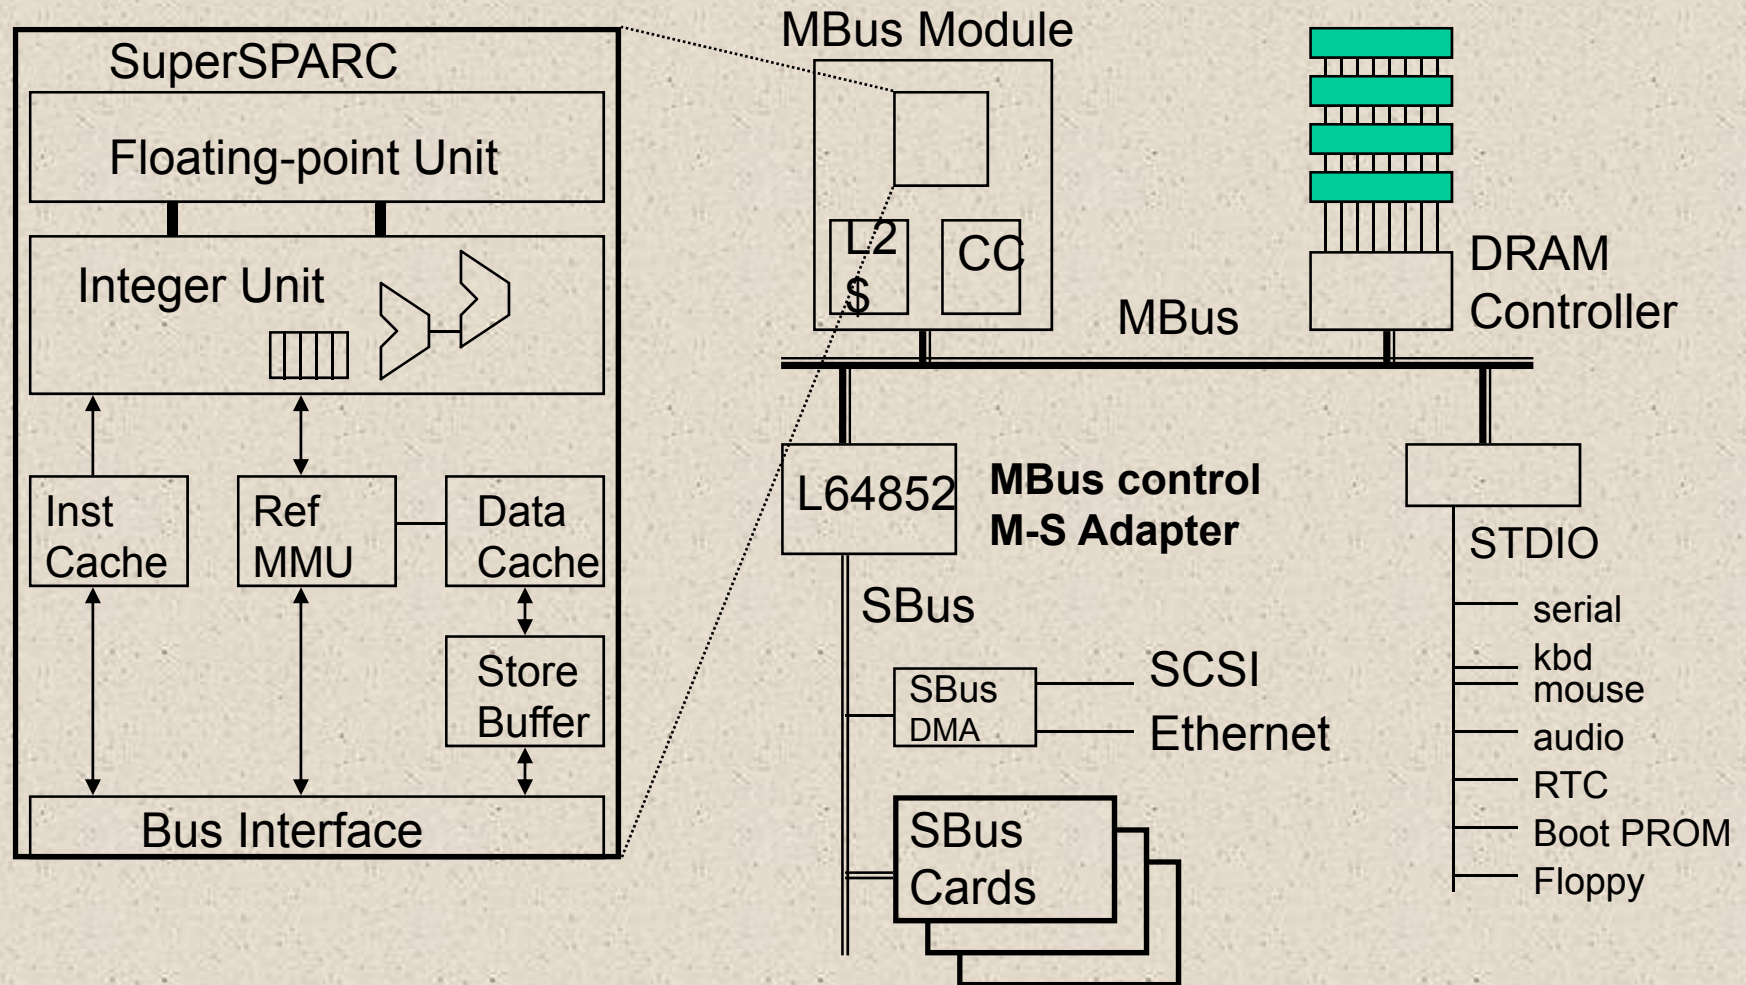 SuperSPARC
Floating-point Unit
Integer Unit
Inst
Cache
Ref
MMU
Data
Cache
Store
Buffer
Bus Interface
MBus Module
L2
$
CC
MBus
DRAM
Controller
L64852
MBus control
M-S Adapter
SBus
SBus
DMA
SCSI
Ethernet
SBus
Cards
STDIO
serial
kbd
mouse
audio
RTC
Boot PROM
Floppy